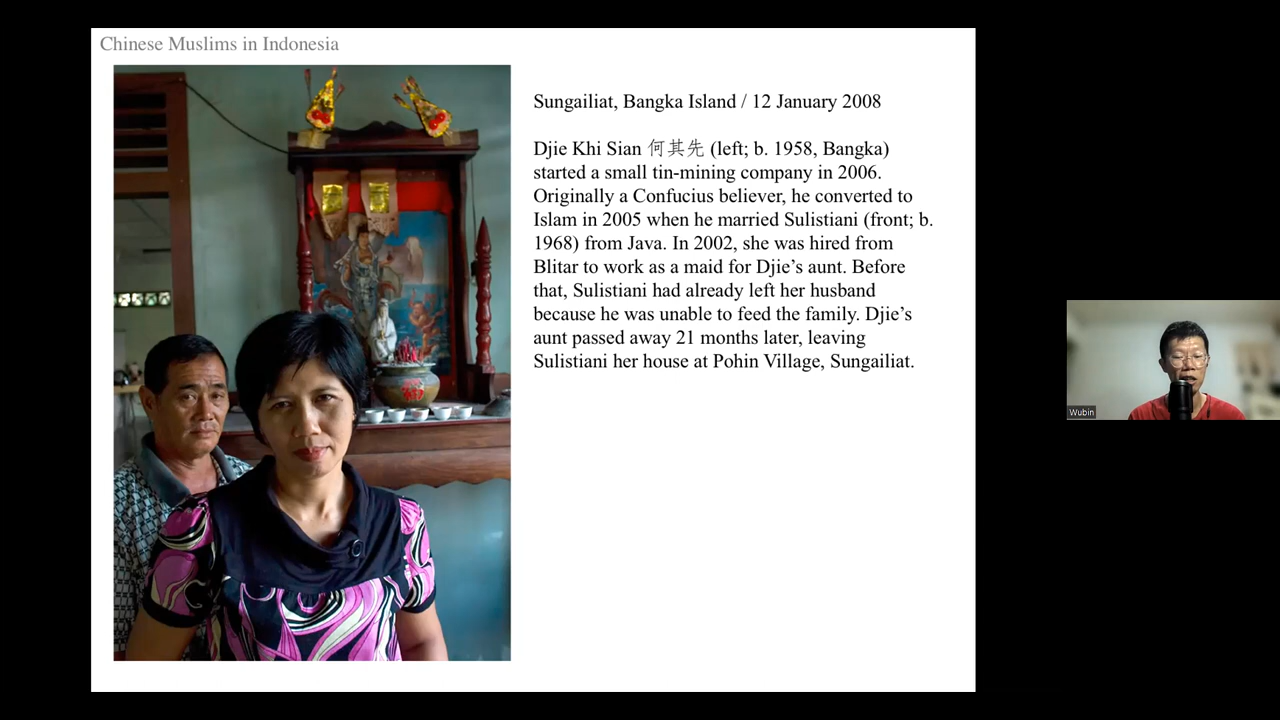 Chinese Muslims in Indonesia
Sungailiat, Bangka Island / 12 January 2008
Djie Khi Sian 何其先 (left; b. 1958, Bangka)
started a small tin-mining company in 2006.
Originally a Confucius believer, he converted to
Islam in 2005 when he married Sulistiani (front; b.
1968) from Java. In 2002, she was hired from
Blitar to work as a maid for Djie’s aunt. Before
that, Sulistiani had already left her husband
because he was unable to feed the family. Djie’s
aunt passed away 21 months later, leaving
Sulistiani her house at Pohin Village, Sungailiat.
Wubin